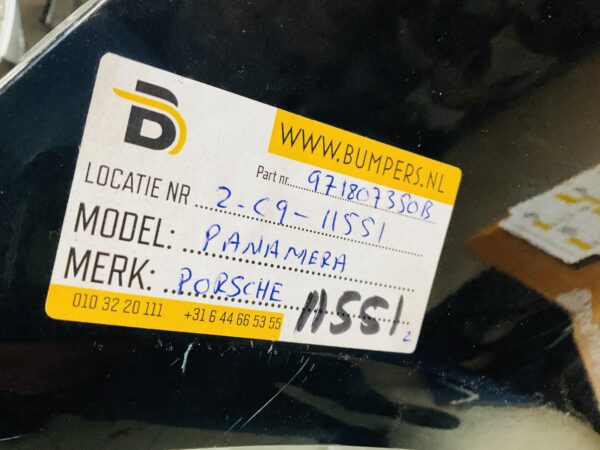 B
WWW.BUMPERS.NL
Part nr. 971807350B
LOCATIE NR 2-C9-11551
MODEL: PANAMERA
MERK: PORSCHE
11551
2
010 32 20 111 +31 6 44 66 53 55